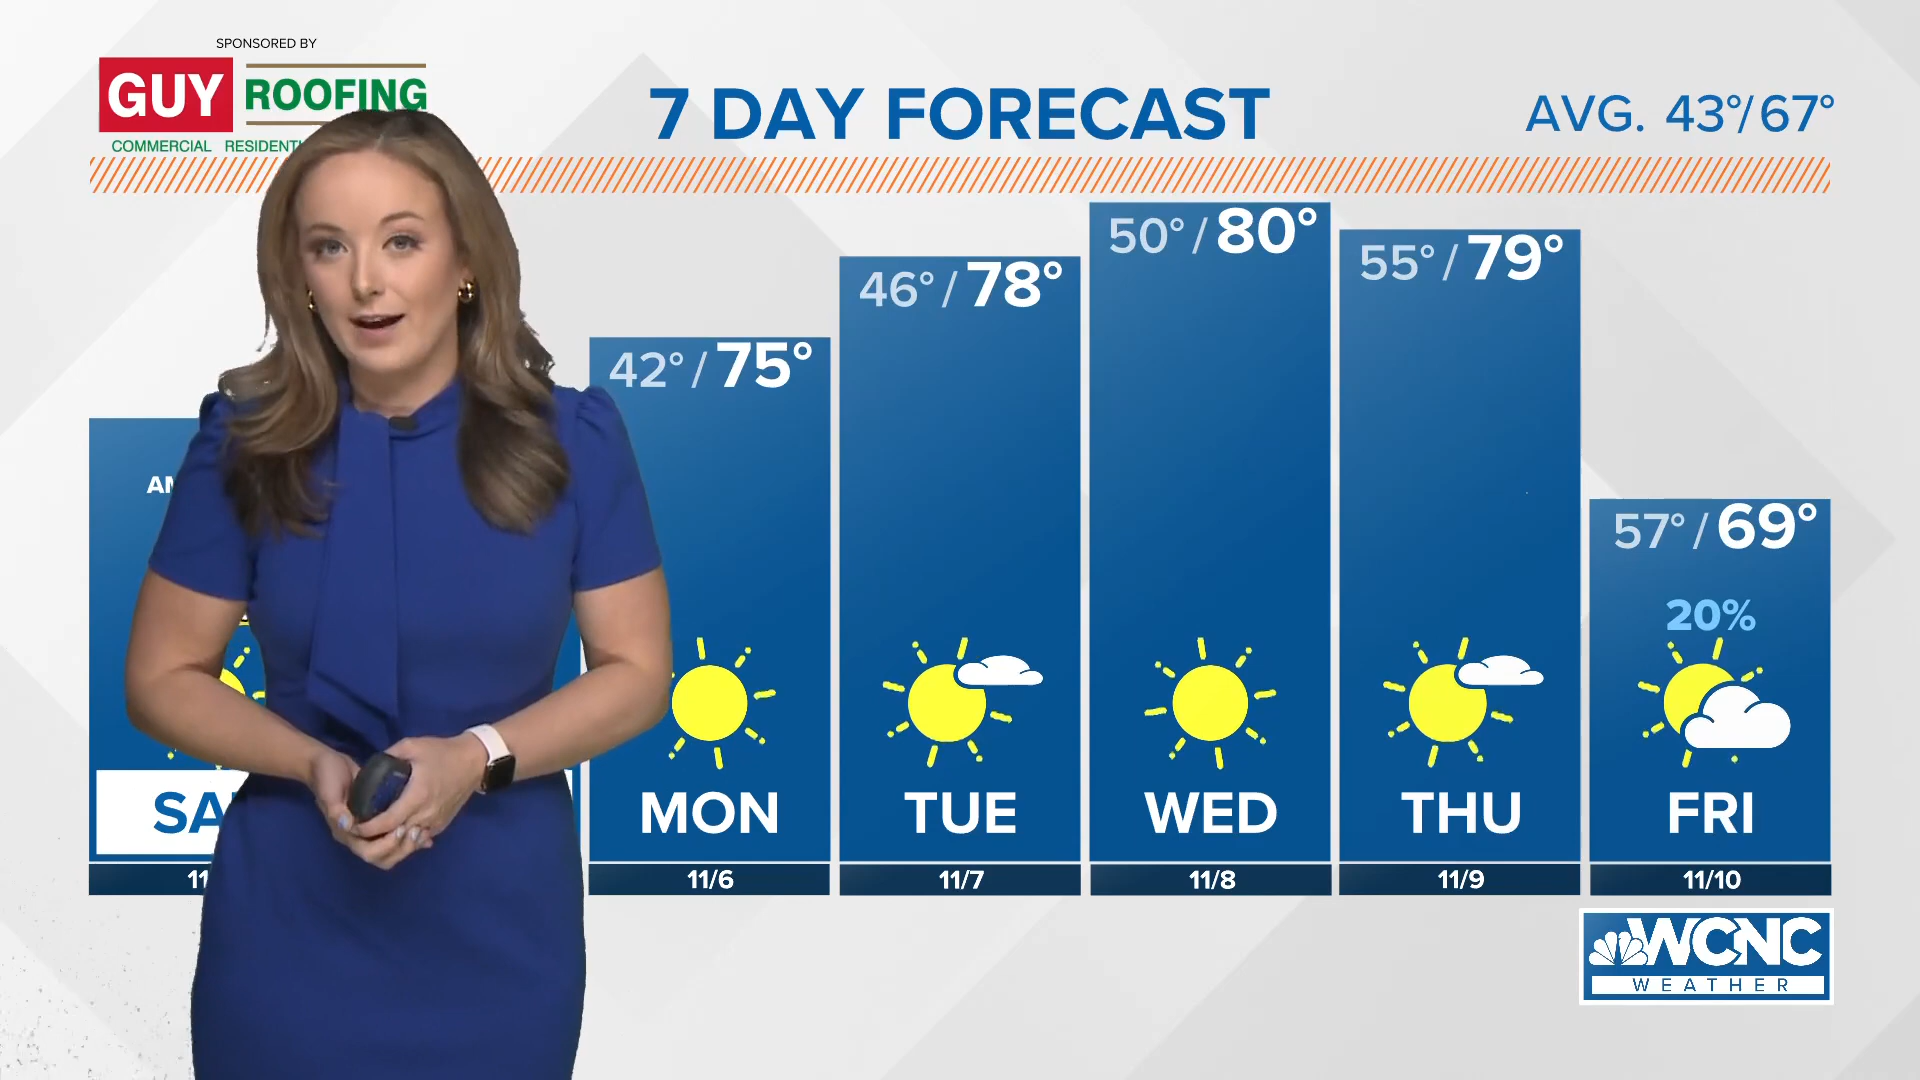 SPONSORED BY
GUY ROOFING
COMMERCIAL
7 DAY FORECAST
AVG. 43°/67°
42°/75°
46°/78°
50°/80°
55°/79°
57°/69°
20%
MON
TUE
WED
THU
FRI
11/6
11/7
11/8
11/9
11/10
WCNC
WEATHER